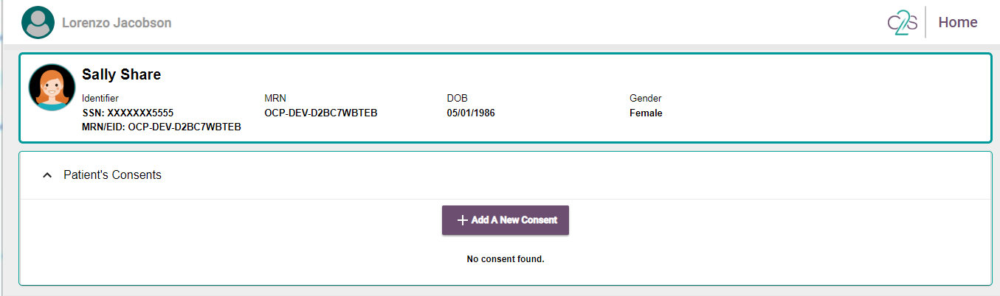 Lorenzo Jacobson
C2S
Home
Sally Share
Identifier MRN DOB Gender
SSN: XXXXXXX5555 OCP-DEV-D2BC7WBTEB 05/01/1986 Female
MRN/EID: OCP-DEV-D2BC7WBTEB
Patient's Consents
+ Add A New Consent
No consent found.